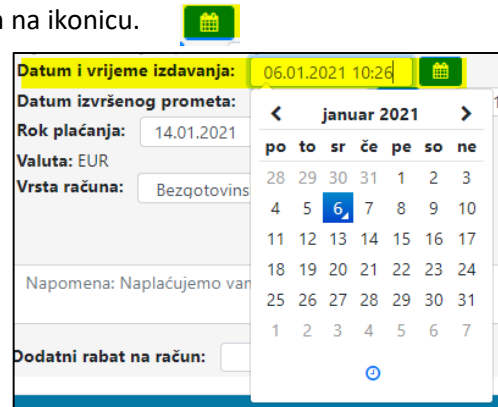 na ikonicu.
Datum i vrijeme izdavanja: 06.01.2021 10:26
Datum izvršenog prometa:
januar 2021
Rok plaćanja: 14.01.2021
po to sr če pe so ne
Valuta: EUR
28 29 30 31 1 2 3
Vrsta računa: Bezgotovins
4 5 6 7 8 9 10
11 12 13 14 15 16 17
18 19 20 21 22 23 24
Napomena: Naplaćujemo
25 26 27 28 29 30 31
1 2 3 4 5 6 7
Dodatni rabat na račun: